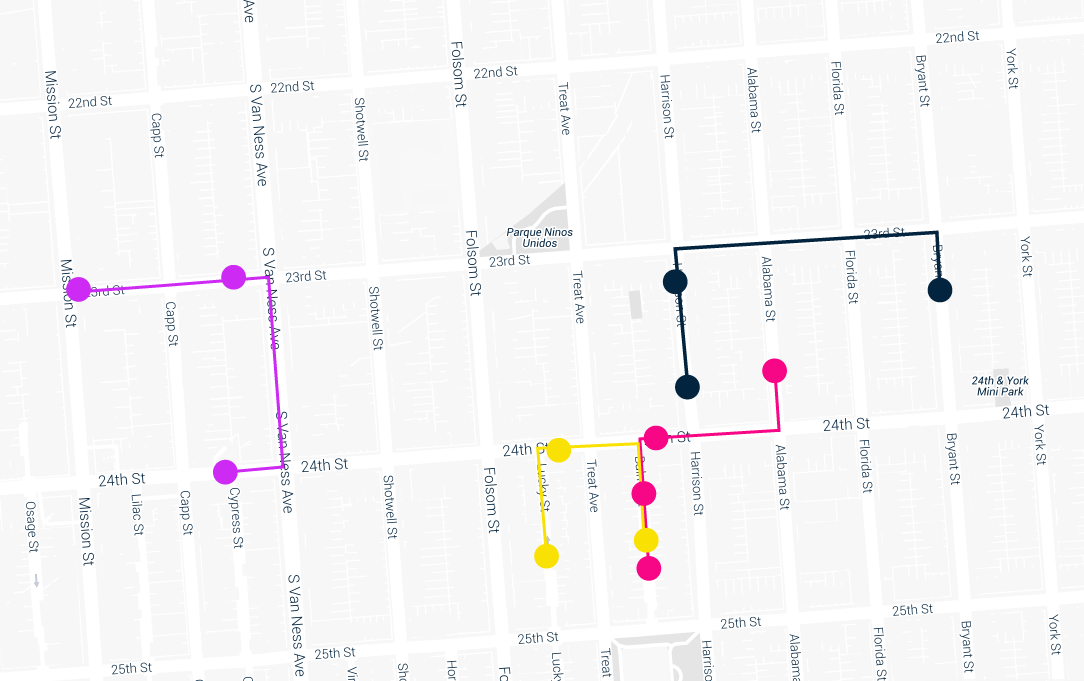 Ave
22nd St
22nd St
22nd St
22nd St
Mission St
Capp St
S Van Ness Ave
Shotwell St
Folsom St
Treat Ave
Harrison St
Alabama St
Florida St
Bryant St
York St
Parque Ninos
Unidos
23rd St
23rd St
23rd St
23rd St
Mission St
Capp St
S Van Ness Ave
Shotwell St
Folsom St
Treat Ave
Alabama St
Florida St
York St
24th & York
Mini Park
24th St
24th St
24th St
24th St
24th St
Osage St
Mission St
Lilac St
Capp St
Cypress St
S Van Ness Ave
Shotwell St
Folsom St
Lucky St
Treat Ave
Harrison St
Alabama St
Florida St
Bryant St
York St
25th St
25th St
25th St
25th St
25th St
S Van Ness Ave
Lucky
Treat
Harriso
Alabama
Florida St
Bryant St
York St